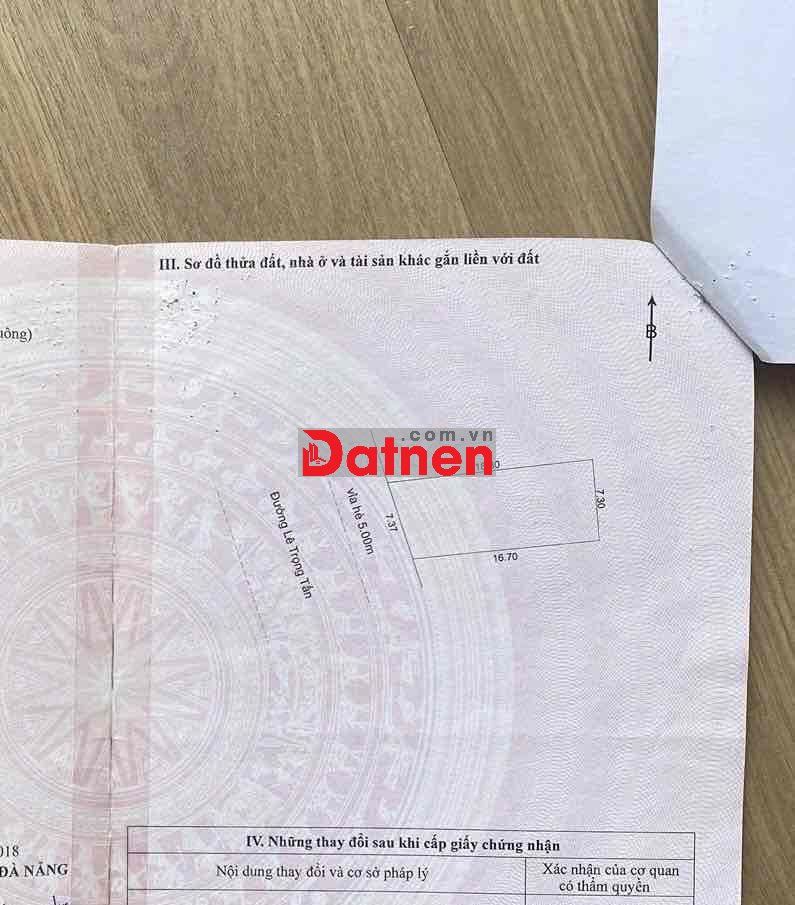 III. Sơ đồ thửa đất, nhà ở và tài sản khác gắn liền với đất
uông)
B
.com.vn
Datnen
7.30
7.37
vỉa hè 5.00m
Đường Lê Trọng Tấn
16.70
IV. Những thay đổi sau khi cấp giấy chứng nhận
018
ĐÀ NẴNG
Nội dung thay đổi và cơ sở pháp lý
Xác nhận của cơ quan
có thẩm quyền